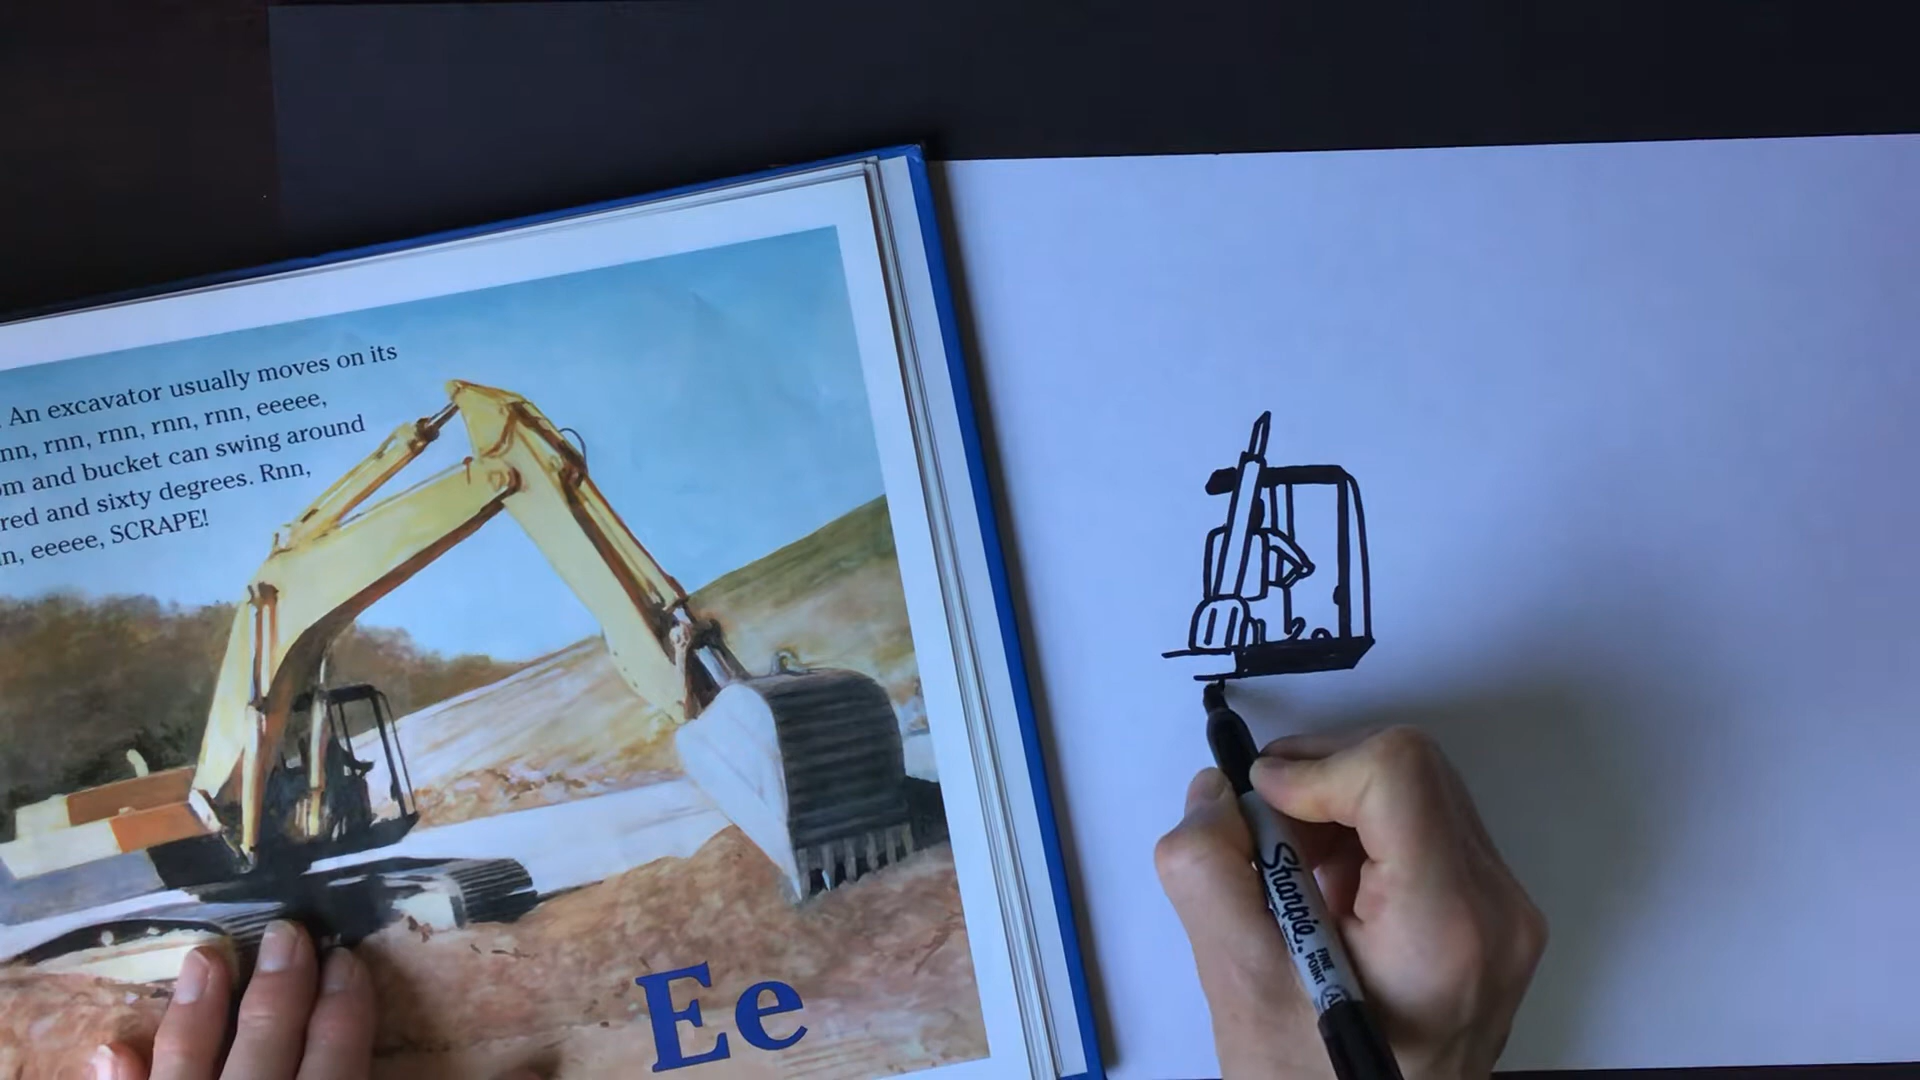 . An excavator usually moves on its
nn, rnn, rnn, rnn, rnn, eeeee,
om and bucket can swing around
red and sixty degrees. Rnn,
n, eeeee, SCRAPE!
Ee
Sharpie.
FINE
POINT